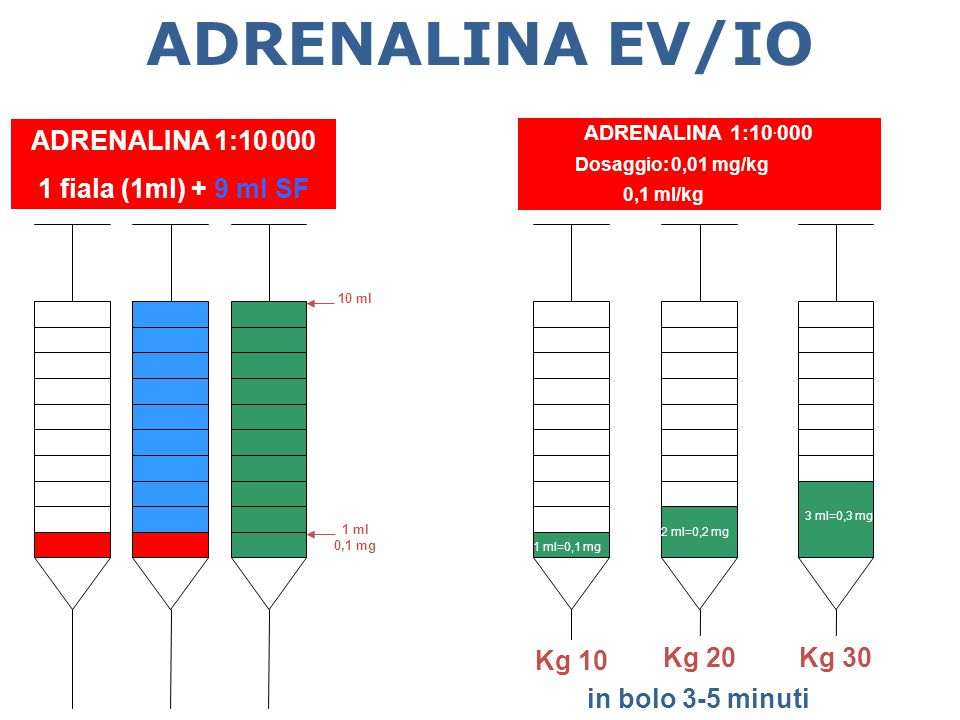 ADRENALINA EV/IO
ADRENALINA 1:10.000
1 fiala (1ml) + 9 ml SF
10 ml
1 ml
0,1 mg
ADRENALINA 1:10.000
Dosaggio: 0,01 mg/kg
0,1 ml/kg
1 ml=0,1 mg
2 ml=0,2 mg
3 ml=0,3 mg
Kg 10
Kg 20
Kg 30
in bolo 3-5 minuti